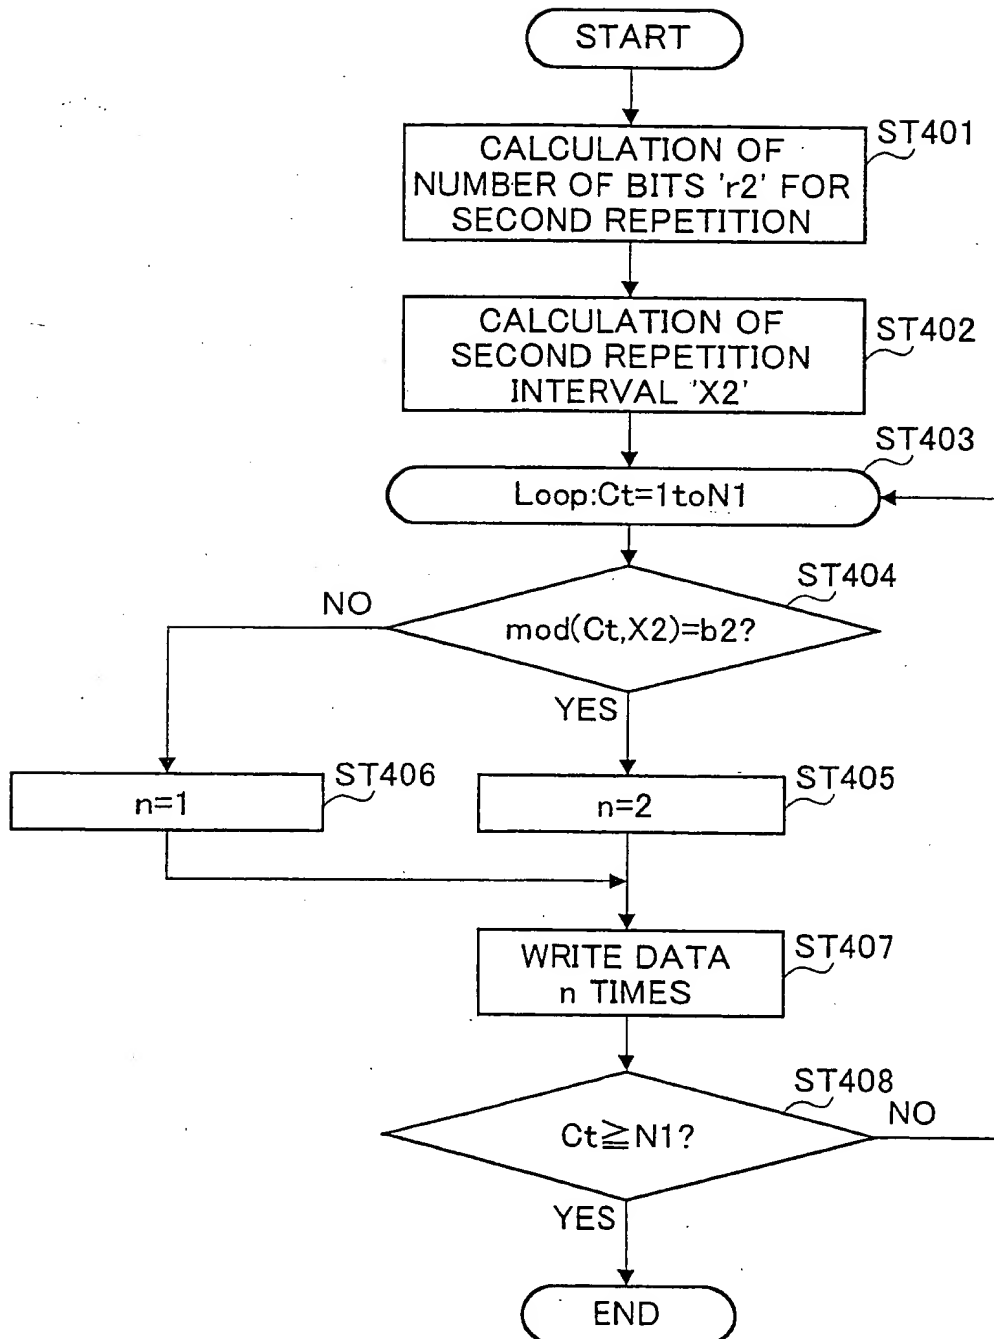 START
ST401
CALCULATION OF
NUMBER OF BITS 'r2' FOR
SECOND REPETITION
ST402
CALCULATION OF
SECOND REPETITION
INTERVAL 'X2'
ST403
Loop:Ct=1toN1
ST404
NO
mod(Ct,X2)=b2?
YES
ST406
n=1
ST405
n=2
ST407
WRITE DATA
n TIMES
ST408
NO
Ct≧N1?
YES
END